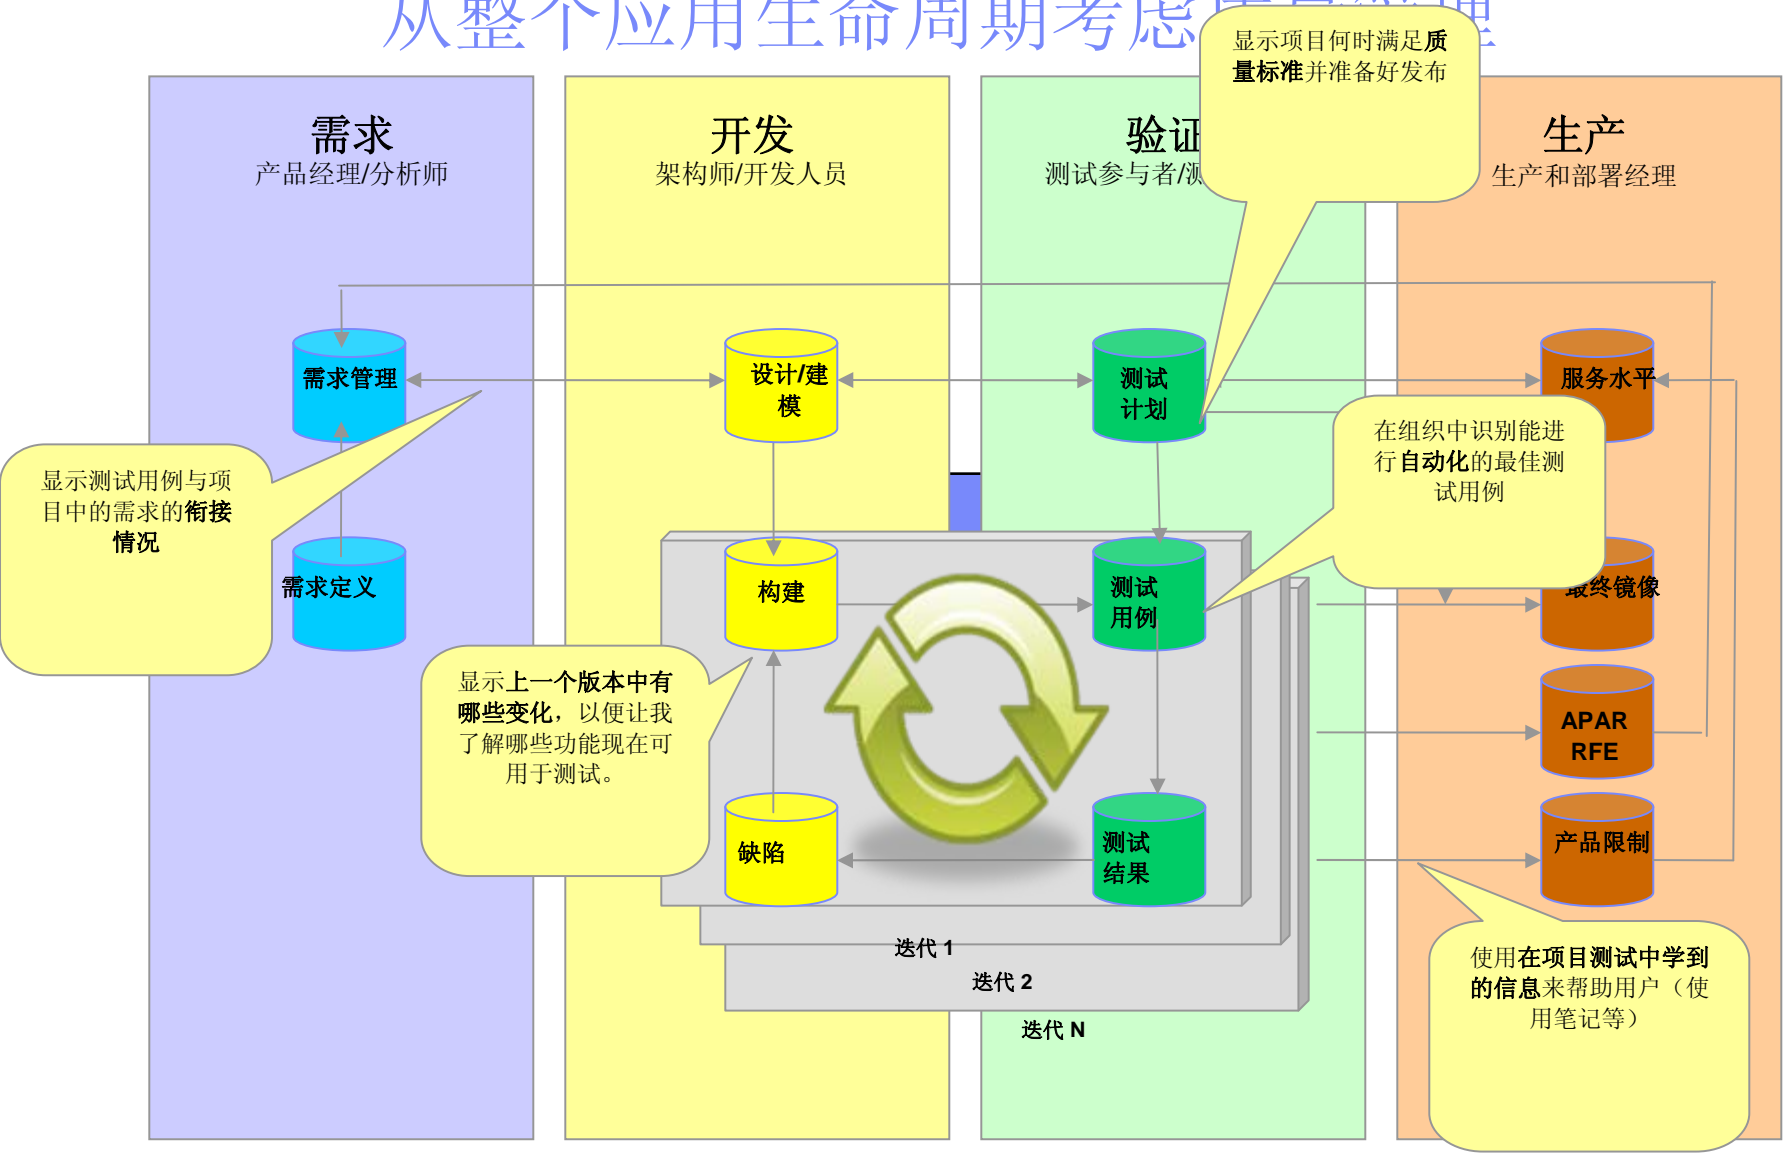 从整个应用生命周期考虑质量管理
显示项目何时满足质
量标准并准备好发布
需求
产品经理/分析师
开发
架构师/开发人员
验证
测试参与者/测
生产
生产和部署经理
需求管理
设计/建
模
测试
计划
服务水平
在组织中识别能进
行自动化的最佳测
试用例
显示测试用例与项
目中的需求的衔接
情况
需求定义
构建
测试
用例
最终镜像
显示上一个版本中有
哪些变化，以便让我
了解哪些功能现在可
用于测试。
APAR
RFE
缺陷
测试
结果
产品限制
迭代 1
迭代 2
迭代 N
使用在项目测试中学到
的信息来帮助用户（使
用笔记等）